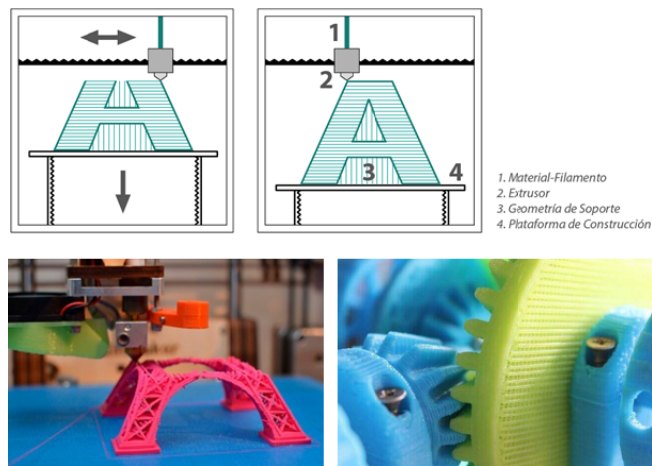 1
2
3
4
1. Material-Filamento
2. Extrusor
3. Geometría de Soporte
4. Plataforma de Construcción